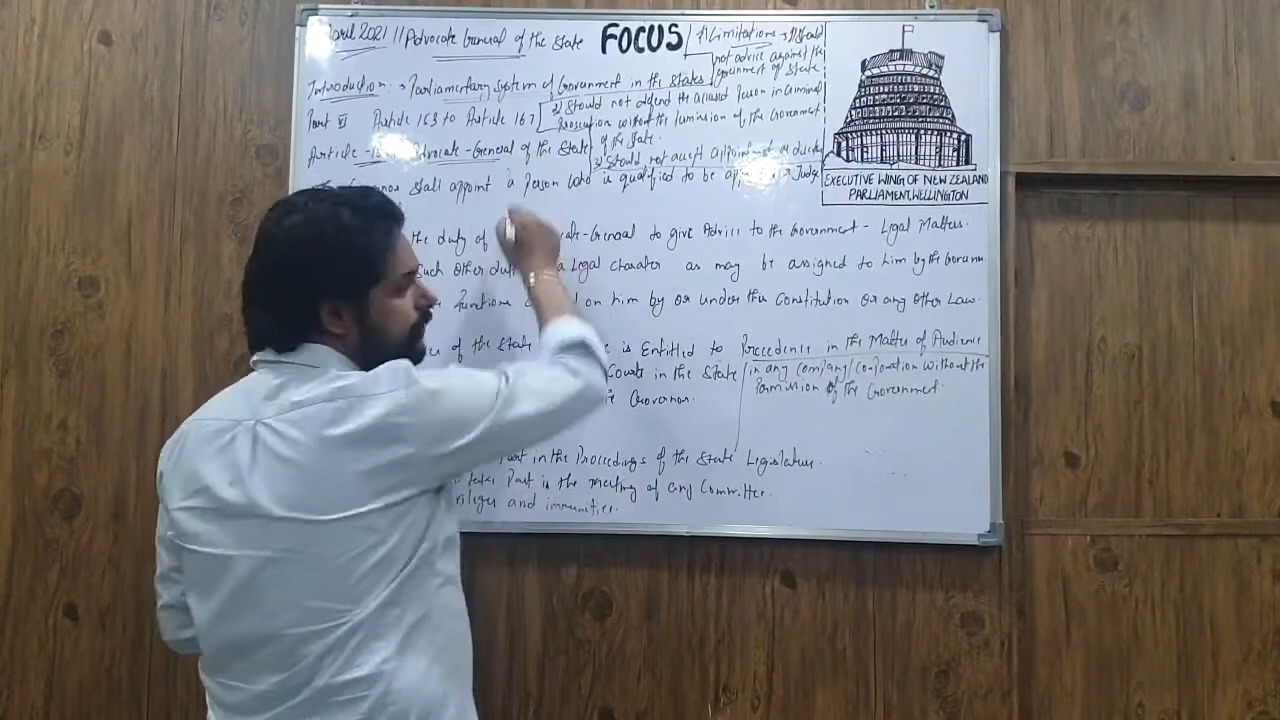 2021 || Advocate General of the State
FOCUS
Limitations → 1) Should
not advice against the
Government of State
2) Should not defend the accused Person in Criminal
Prosecution without the Permission of the Government
of the State.
3) Should not accept appointment as director
in any company/corporation without the
Permission of the Government.
Introduction: → Parliamentary System of Government in the States
Part VI Article 163 to Article 167
Article Advocate-General of the State
shall appoint a Person who is qualified to be Judge
the duty of General to give Advice to the Government - Legal Matters.
such other a Legal character as may be assigned to him by the
functions on him by or under this Constitution or any other Law.
of the State is Entitled to Precedence in the Matter of Audience
Courts in the State
Governor.
Part in the Proceedings of the State Legislature.
take Part in the meeting of any Committee.
and immunities.
EXECUTIVE WING OF NEW ZEALAND
PARLIAMENT, WELLINGTON